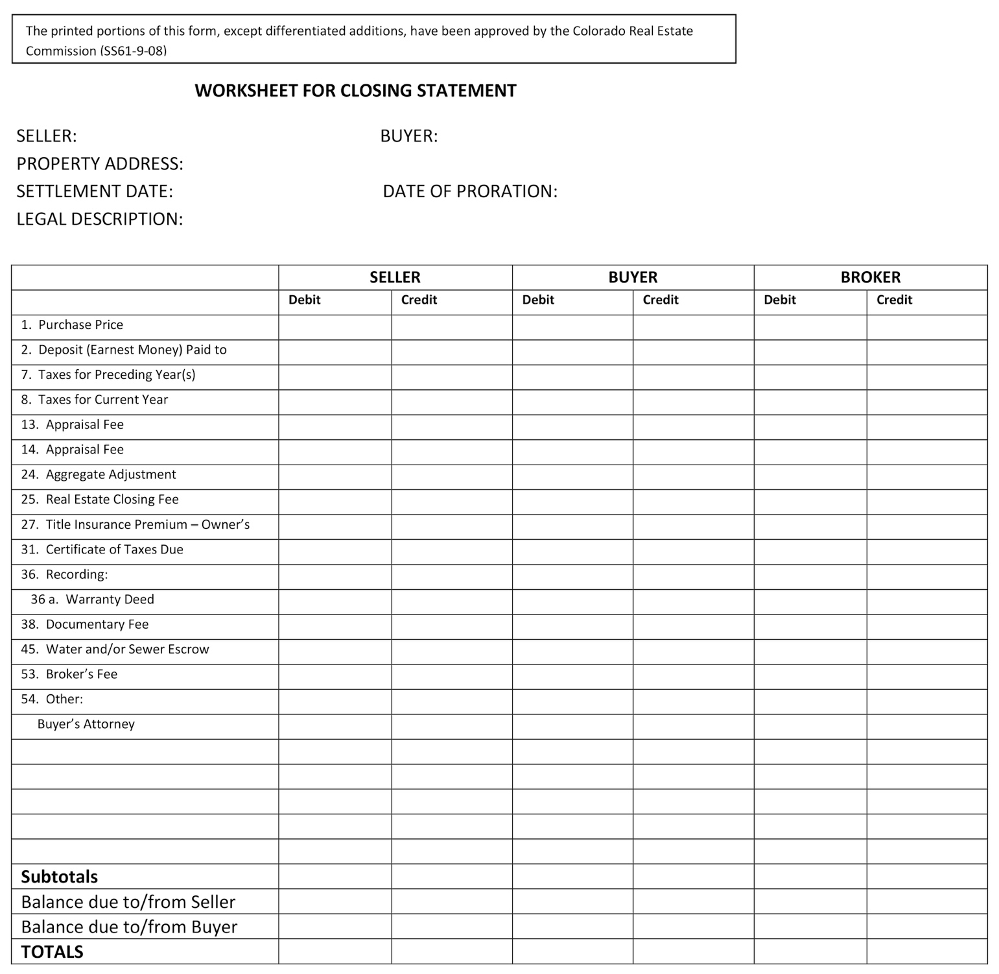 The printed portions of this form, except differentiated additions, have been approved by the Colorado Real Estate
Commission (SS61-9-08)
WORKSHEET FOR CLOSING STATEMENT
SELLER: BUYER:
PROPERTY ADDRESS:
SETTLEMENT DATE: DATE OF PRORATION:
LEGAL DESCRIPTION:
SELLER BUYER BROKER
Debit Credit Debit Credit Debit Credit
1. Purchase Price
2. Deposit (Earnest Money) Paid to
7. Taxes for Preceding Year(s)
8. Taxes for Current Year
13. Appraisal Fee
14. Appraisal Fee
24. Aggregate Adjustment
25. Real Estate Closing Fee
27. Title Insurance Premium – Owner’s
31. Certificate of Taxes Due
36. Recording:
36 a. Warranty Deed
38. Documentary Fee
45. Water and/or Sewer Escrow
53. Broker’s Fee
54. Other:
Buyer’s Attorney
Subtotals
Balance due to/from Seller
Balance due to/from Buyer
TOTALS